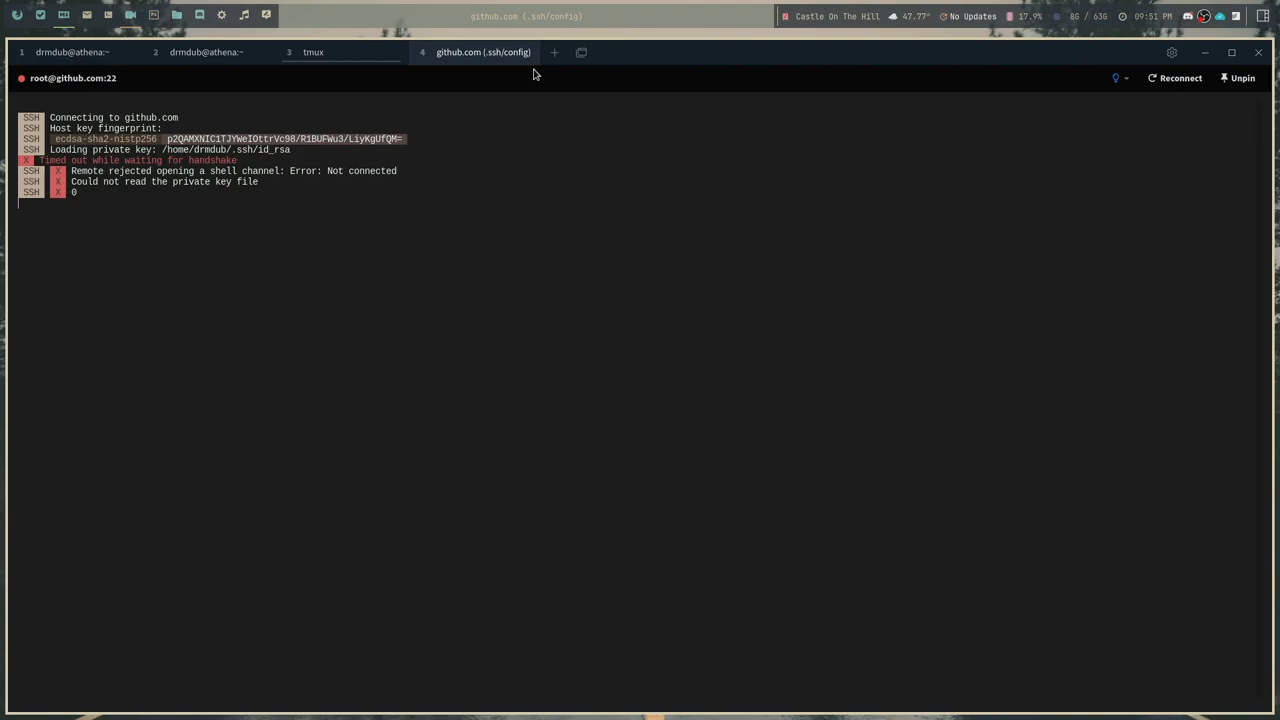 github.com (.ssh/config)
Castle On The Hill
47.77°
No Updates
17.9%
8G / 63G
09:51 PM
1 drmdub@athena:~
2 drmdub@athena:~
3 tmux
4 github.com (.ssh/config)
root@github.com:22
Reconnect
Unpin
SSH Connecting to github.com
SSH Host key fingerprint:
SSH ecdsa-sha2-nistp256 p2QAMXNIC1TJYWeIOttrVc98/R1BUFWu3/LiyKgUfQM=
SSH Loading private key: /home/drmdub/.ssh/id_rsa
X Timed out while waiting for handshake
SSH X Remote rejected opening a shell channel: Error: Not connected
SSH X Could not read the private key file
SSH X 0